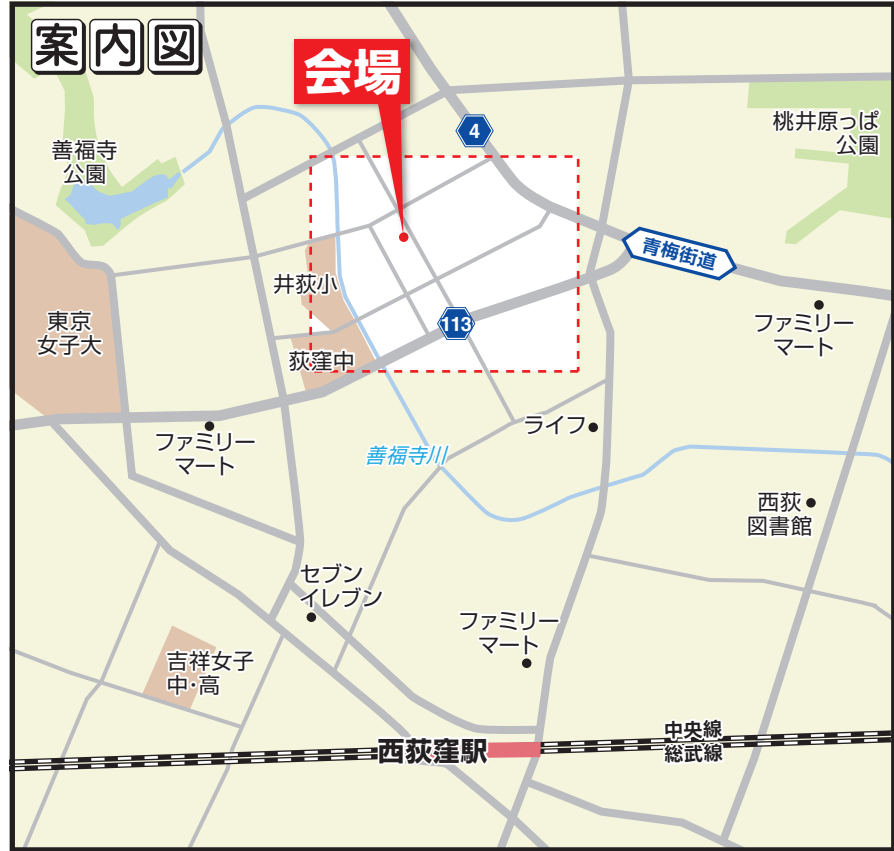 案内図
会場
4
善福寺
公園
桃井原っぱ
公園
青梅街道
井荻小
113
東京
女子大
荻窪中
ファミリー
マート
ファミリー
マート
善福寺川
ライフ
西荻
図書館
セブン
イレブン
ファミリー
マート
吉祥女子
中・高
西荻窪駅
中央線
総武線